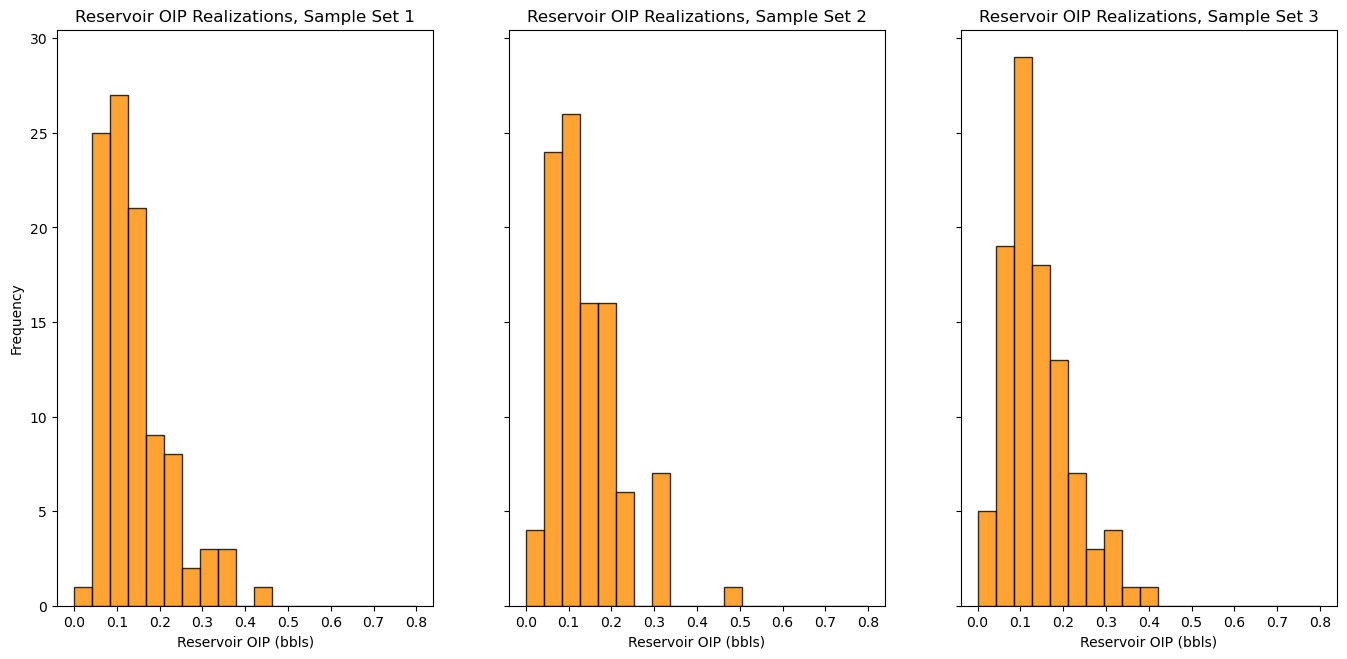 Reservoir OIP Realizations, Sample Set 1
30
25
20
15
10
5
0
Frequency
0.0 0.1 0.2 0.3 0.4 0.5 0.6 0.7 0.8
Reservoir OIP (bbls)
Reservoir OIP Realizations, Sample Set 2
0.0 0.1 0.2 0.3 0.4 0.5 0.6 0.7 0.8
Reservoir OIP (bbls)
Reservoir OIP Realizations, Sample Set 3
0.0 0.1 0.2 0.3 0.4 0.5 0.6 0.7 0.8
Reservoir OIP (bbls)